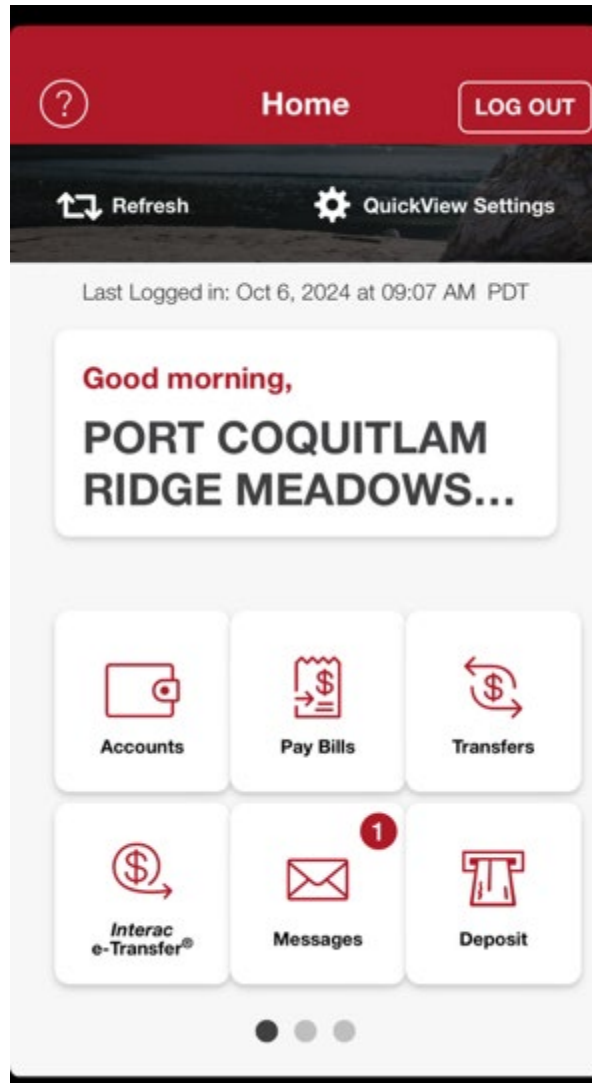 ?
Home
LOG OUT
Refresh
QuickView Settings
Last Logged in: Oct 6, 2024 at 09:07 AM PDT
Good morning,
PORT COQUITLAM
RIDGE MEADOWS...
$
$
Accounts
Pay Bills
Transfers
$
1
Interac
e-Transfer®
Messages
Deposit